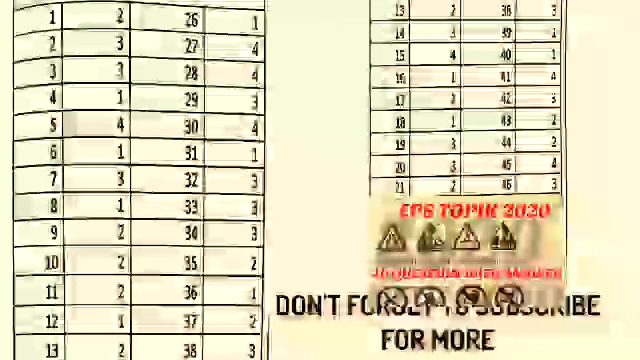 1 2 26 1
2 3 27 4
3 3 28 4
4 1 29 3
5 4 30 4
6 1 31 1
7 3 32 3
8 1 33 3
9 2 34 3
10 2 35 2
11 2 36 1
12 1 37 2
13 2 38 3
13 2 38 3
14 3 39 1
15 4 40 1
16 1 41 4
17 2 42 3
18 1 43 2
19 3 44 2
20 3 45 4
21 2 46 3
EPS TOPIK 2020
DON'T FORGET TO SUBSCRIBE
FOR MORE